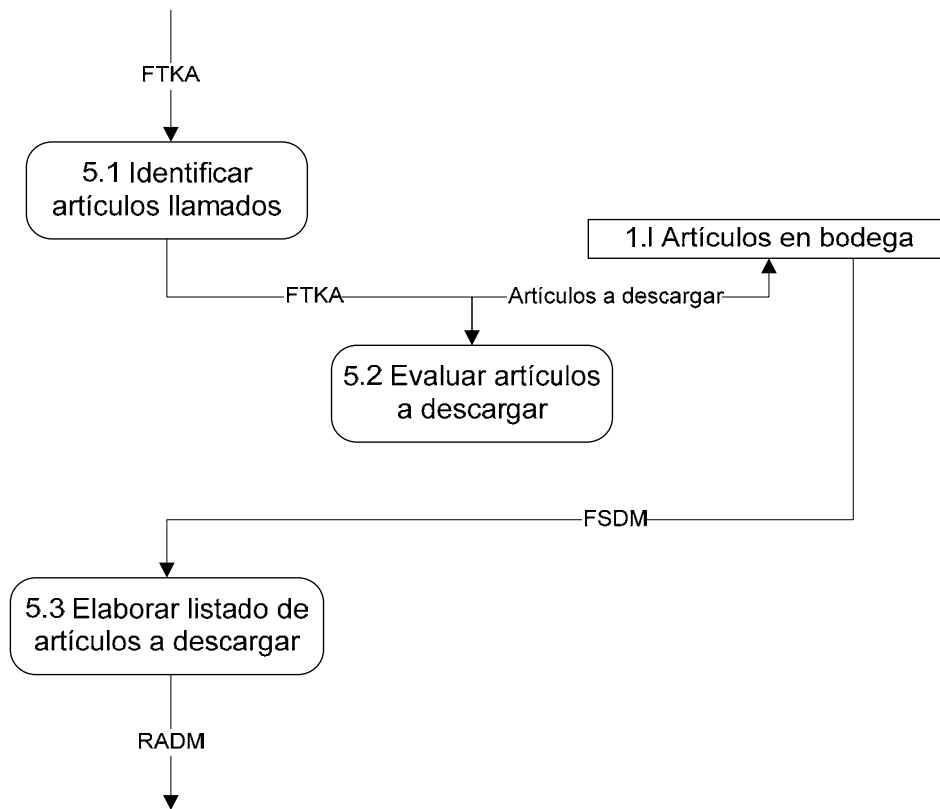 FTKA
5.1 Identificar
artículos llamados
1.I Artículos en bodega
FTKA
Artículos a descargar
5.2 Evaluar artículos
a descargar
FSDM
5.3 Elaborar listado de
artículos a descargar
RADM